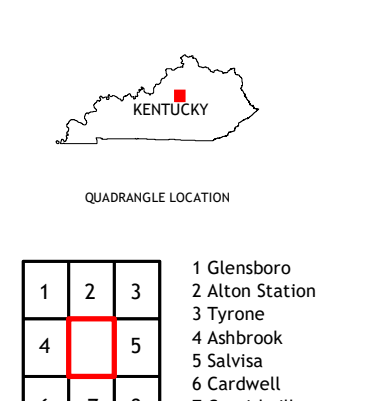 KENTUCKY
QUADRANGLE LOCATION
1 2 3
4 5
1 Glensboro
2 Alton Station
3 Tyrone
4 Ashbrook
5 Salvisa
6 Cardwell